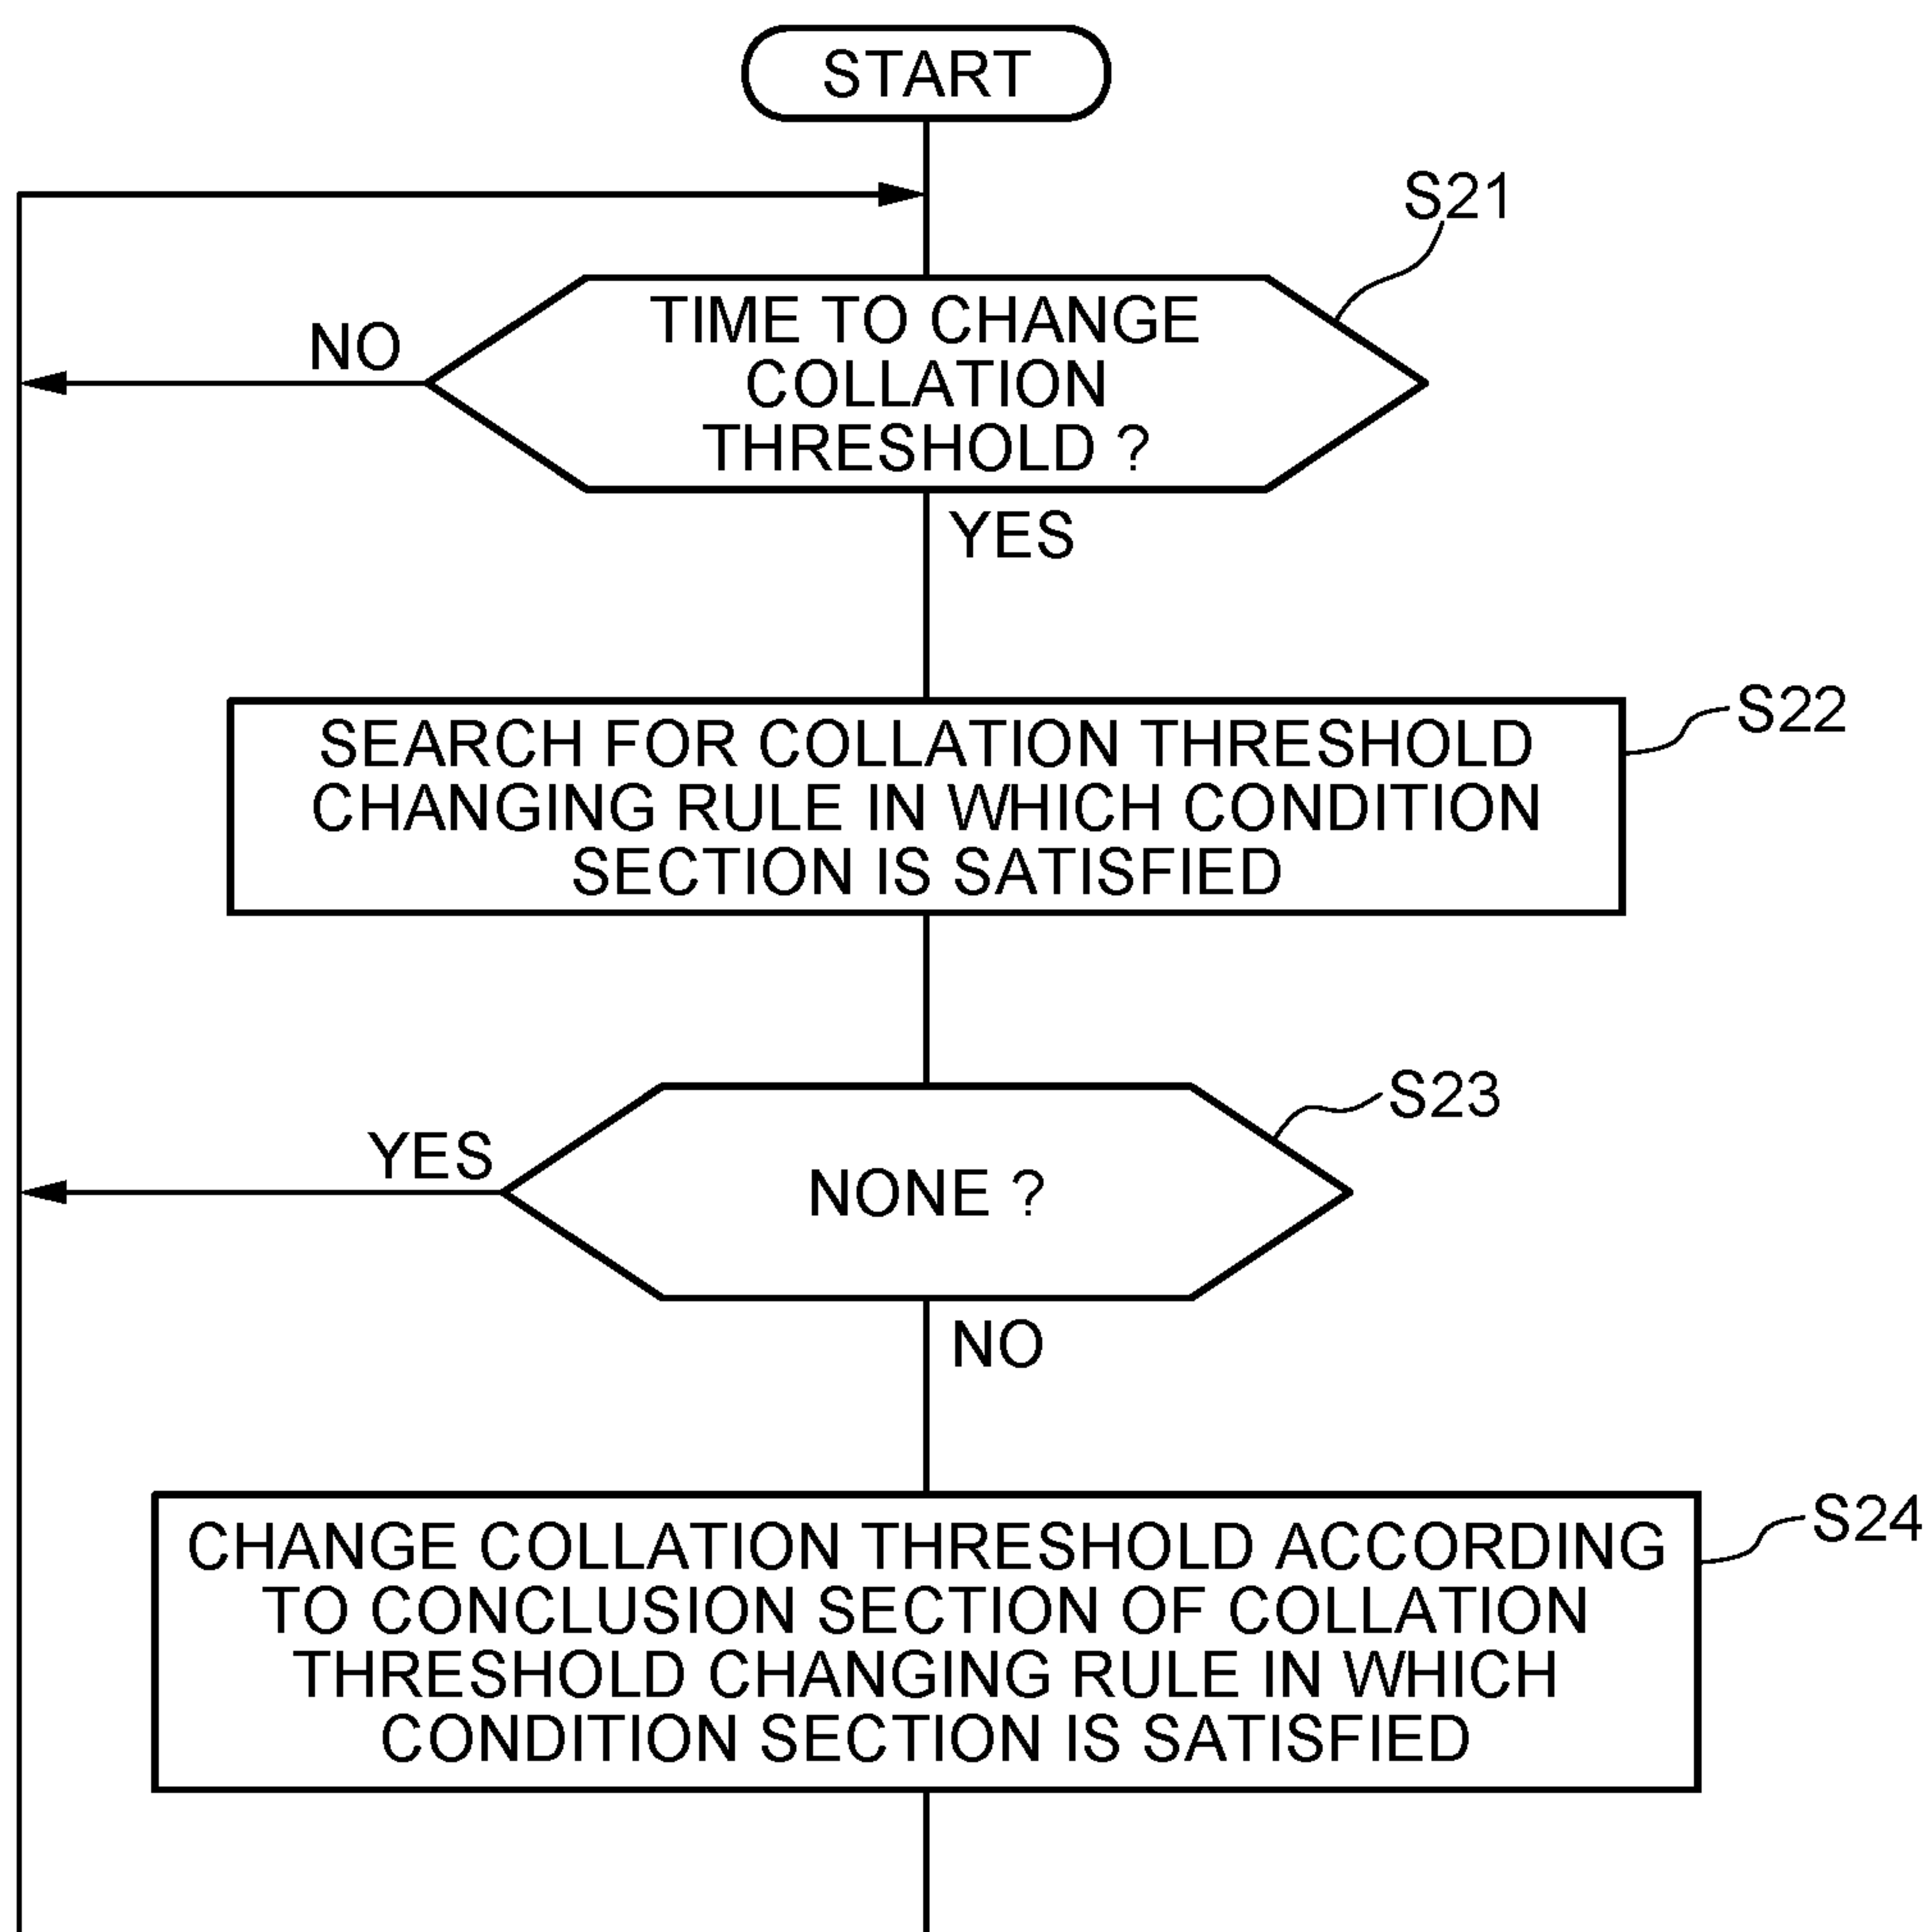 START
S21
TIME TO CHANGE
COLLATION
THRESHOLD ?
NO
YES
S22
SEARCH FOR COLLATION THRESHOLD
CHANGING RULE IN WHICH CONDITION
SECTION IS SATISFIED
S23
YES
NONE ?
NO
S24
CHANGE COLLATION THRESHOLD ACCORDING
TO CONCLUSION SECTION OF COLLATION
THRESHOLD CHANGING RULE IN WHICH
CONDITION SECTION IS SATISFIED